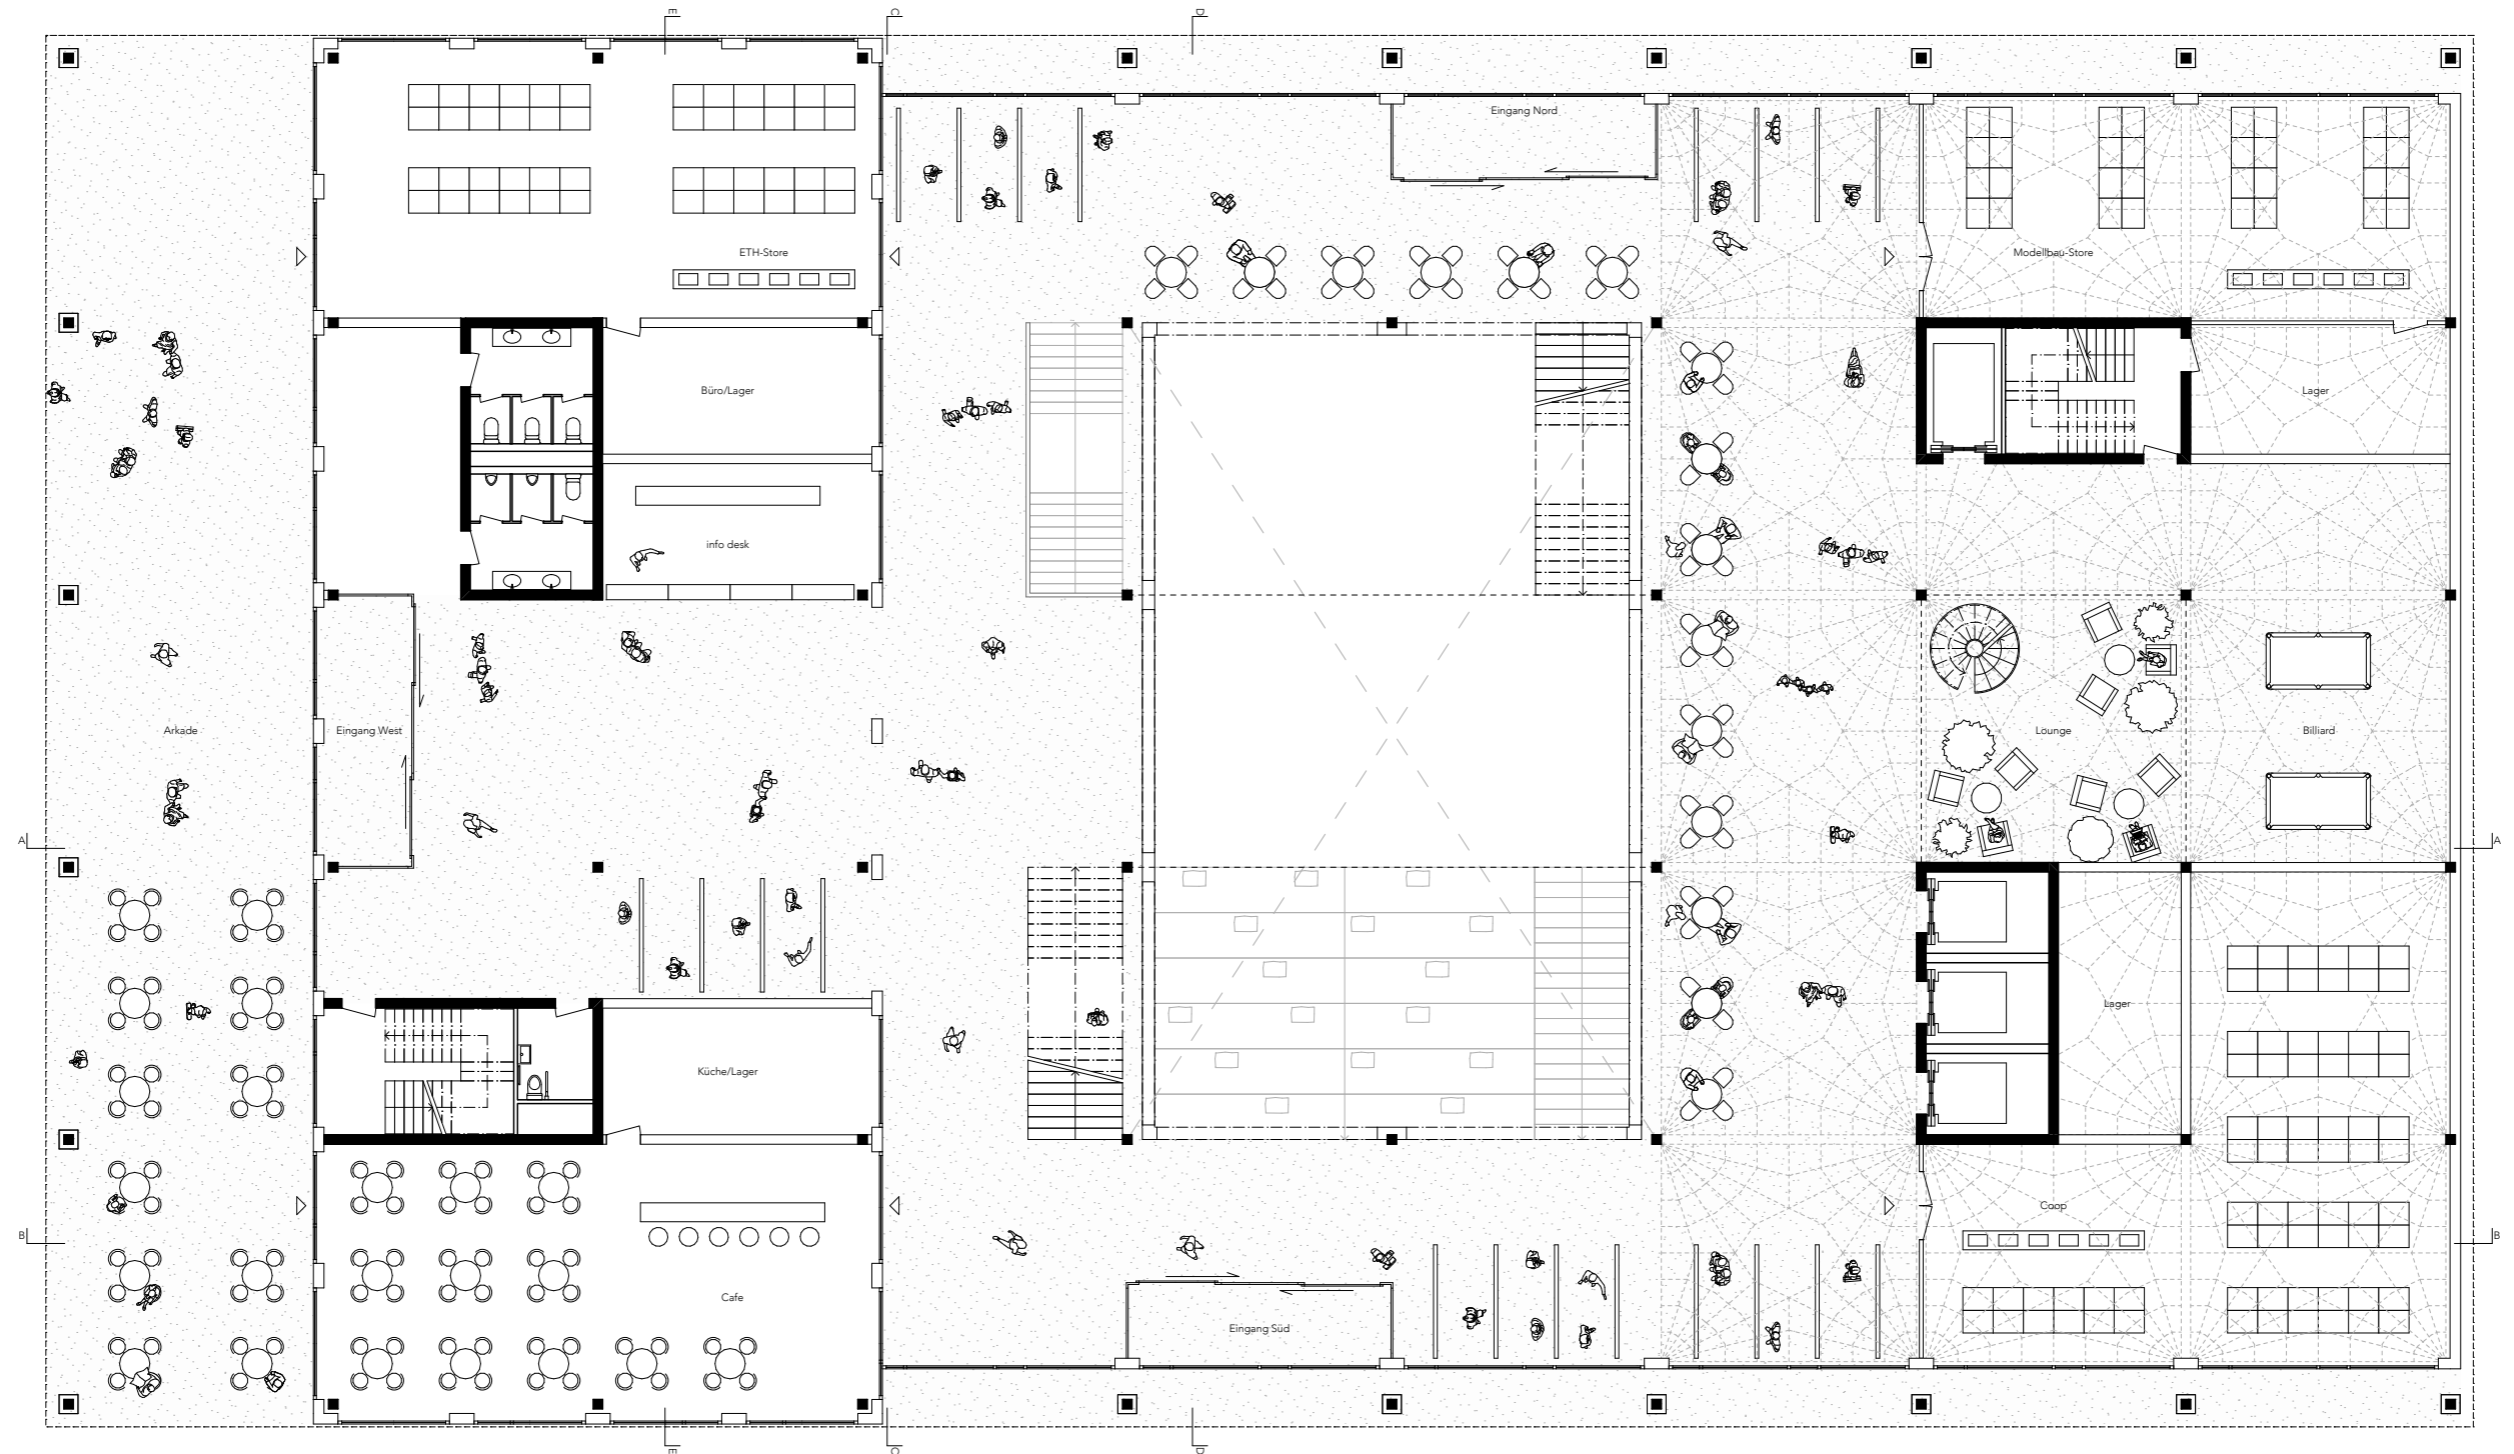 E
C
D
Eingang Nord
ETH-Store
Modellbau-Store
Büro/Lager
Lager
info desk
Arkade
Eingang West
Lounge
Billiard
A
A
Lager
Küche/Lager
Coop
B
B
Cafe
Eingang Süd
E
C
D